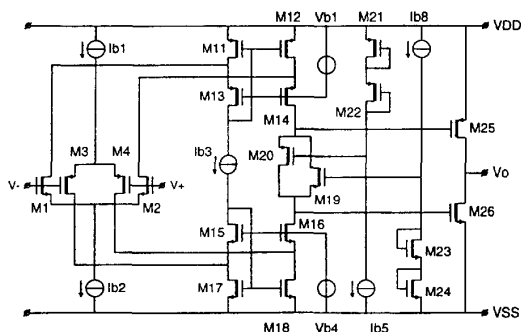 M12 Vb1 M21 Ib8
VDD
M11
Ib1
M13
M14
M22
M3 M4
Ib3
M20
M25
V- V+
Vo
M1 M2
M19
M26
M15 M16
M23
M17
Ib2
M24
VSS
M18 Vb4 Ib5